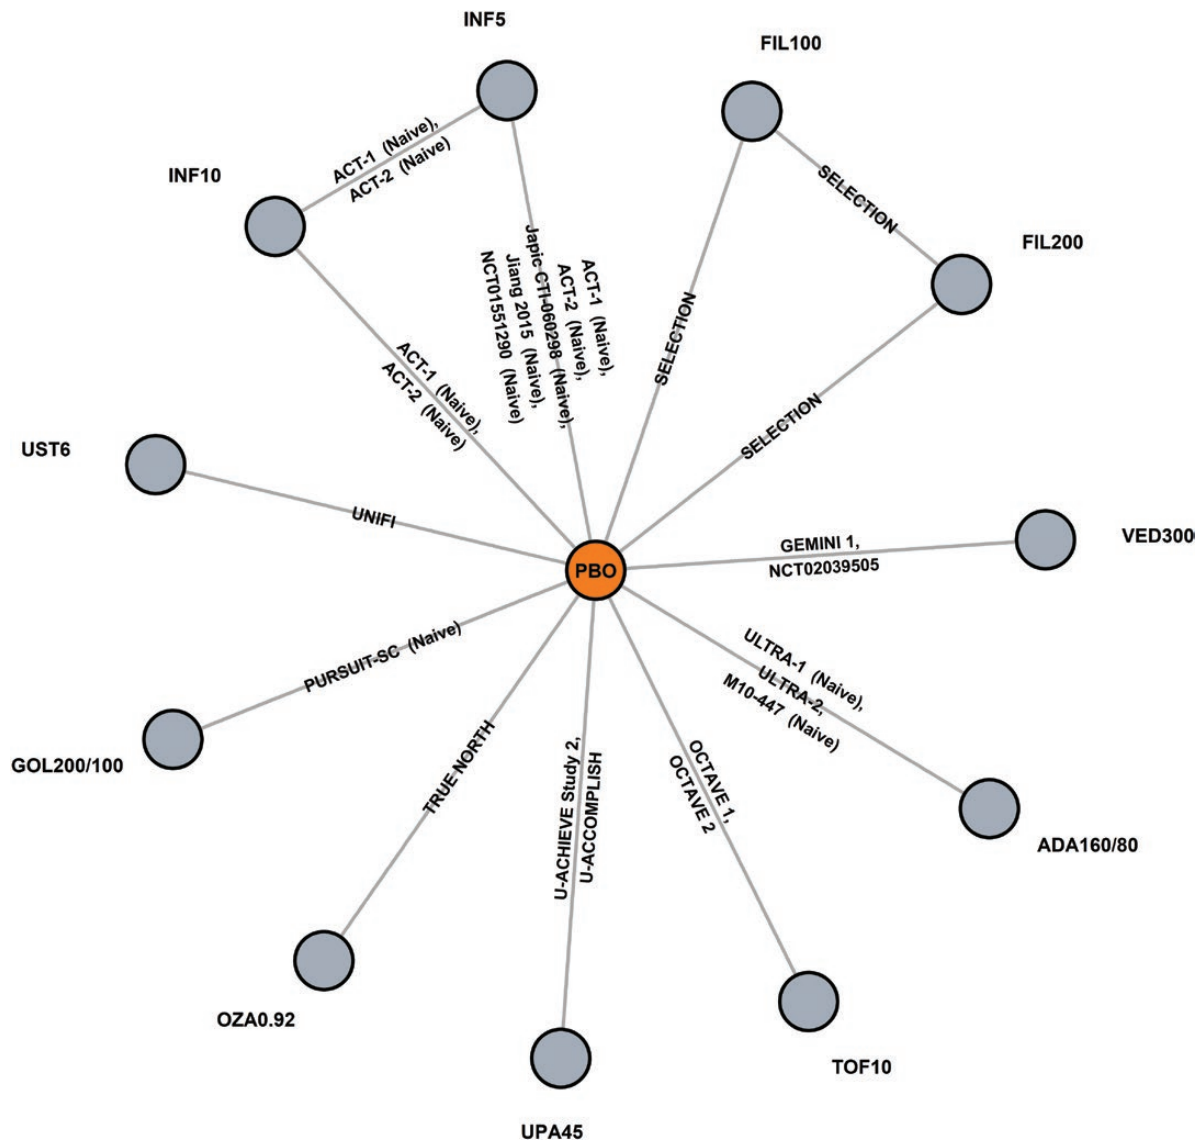 INF5
FIL100
INF10
ACT-1 (Naive),
ACT-2 (Naive)
SELECTION
FIL200
ACT-1 (Naive),
ACT-2 (Naive),
Japic CTI-060298 (Naive),
Jiang 2015 (Naive),
NCT01551290 (Naive)
SELECTION
ACT-1 (Naive),
ACT-2 (Naive)
SELECTION
UST6
UNIFI
PBO
GEMINI 1,
NCT02039505
VED300
PURSUIT-SC (Naive)
ULTRA-1 (Naive),
ULTRA-2,
M10-447 (Naive)
GOL200/100
TRUE NORTH
U-ACHIEVE Study 2,
U-ACCOMPLISH
OCTAVE 1,
OCTAVE 2
ADA160/80
OZA0.92
TOF10
UPA45